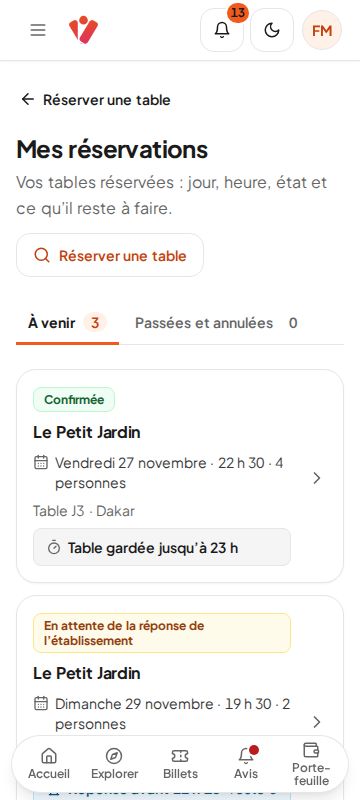 13
FM
Réserver une table
Mes réservations
Vos tables réservées : jour, heure, état et
ce qu’il reste à faire.
Réserver une table
À venir 3 Passées et annulées 0
Confirmée
Le Petit Jardin
Vendredi 27 novembre · 22 h 30 · 4
personnes
Table J3 · Dakar
Table gardée jusqu’à 23 h
En attente de la réponse de
l’établissement
Le Petit Jardin
Dimanche 29 novembre · 19 h 30 · 2
personnes
Accueil Explorer Billets Avis Porte-
feuille